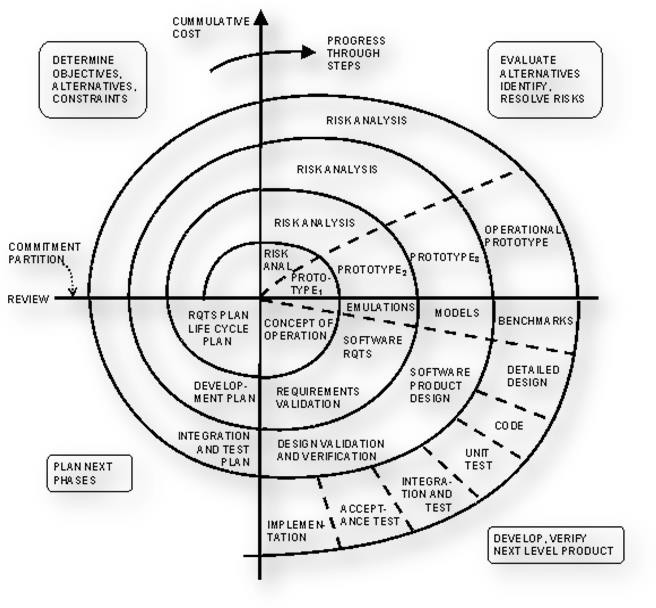 CUMMULATIVE
COST
PROGRESS
THROUGH
STEPS
DETERMINE
OBJECTIVES,
ALTERNATIVES,
CONSTRAINTS
EVALUATE
ALTERNATIVES
IDENTIFY,
RESOLVE RISKS
RISK ANALYSIS
RISK ANALYSIS
RISK ANALYSIS
RISK
ANAL.
PROTO-
TYPE1
PROTOTYPE2
PROTOTYPE3
OPERATIONAL
PROTOTYPE
COMMITMENT
PARTITION
REVIEW
RQTS PLAN
LIFE CYCLE
PLAN
CONCEPT OF
OPERATION
EMULATIONS
MODELS
BENCHMARKS
SOFTWARE
RQTS
SOFTWARE
PRODUCT
DESIGN
DETAILED
DESIGN
DEVELOP-
MENT PLAN
REQUIREMENTS
VALIDATION
CODE
INTEGRATION
AND TEST
PLAN
DESIGN VALIDATION
AND VERIFICATION
UNIT
TEST
INTEGRA-
TION AND
TEST
ACCEPT-
ANCE TEST
IMPLEMEN-
TATION
PLAN NEXT
PHASES
DEVELOP, VERIFY
NEXT LEVEL PRODUCT